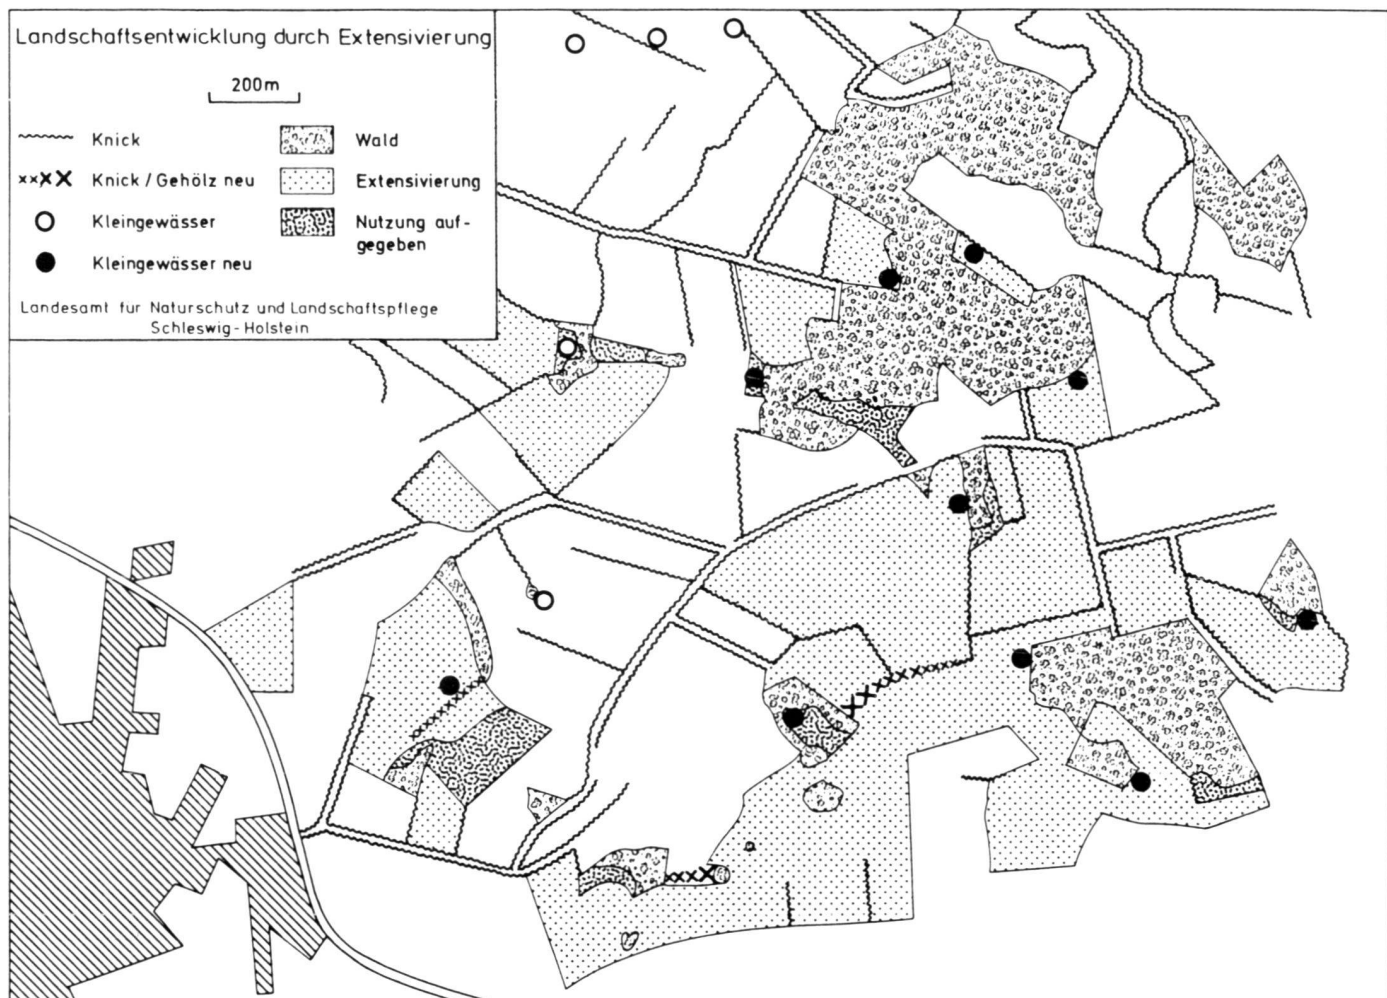 Landschaftsentwicklung durch Extensivierung
200m
Knick
Wald
Knick / Gehölz neu
Extensivierung
Kleingewässer
Nutzung auf-
gegeben
Kleingewässer neu
Landesamt für Naturschutz und Landschaftspflege
Schleswig-Holstein